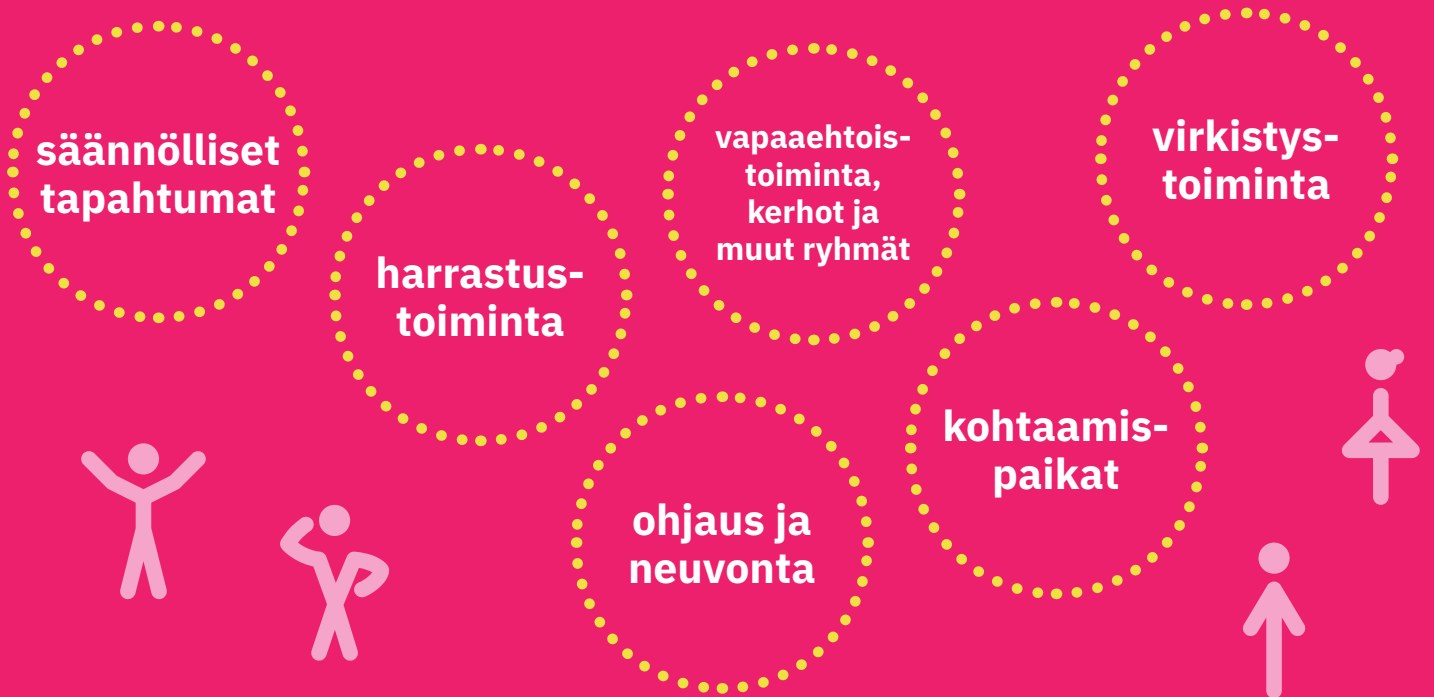 säännölliset
tapahtumat
harrastus-
toiminta
vapaaehtois-
toiminta,
kerhot ja
muut ryhmät
virkistys-
toiminta
ohjaus ja
neuvonta
kohtaamis-
paikat